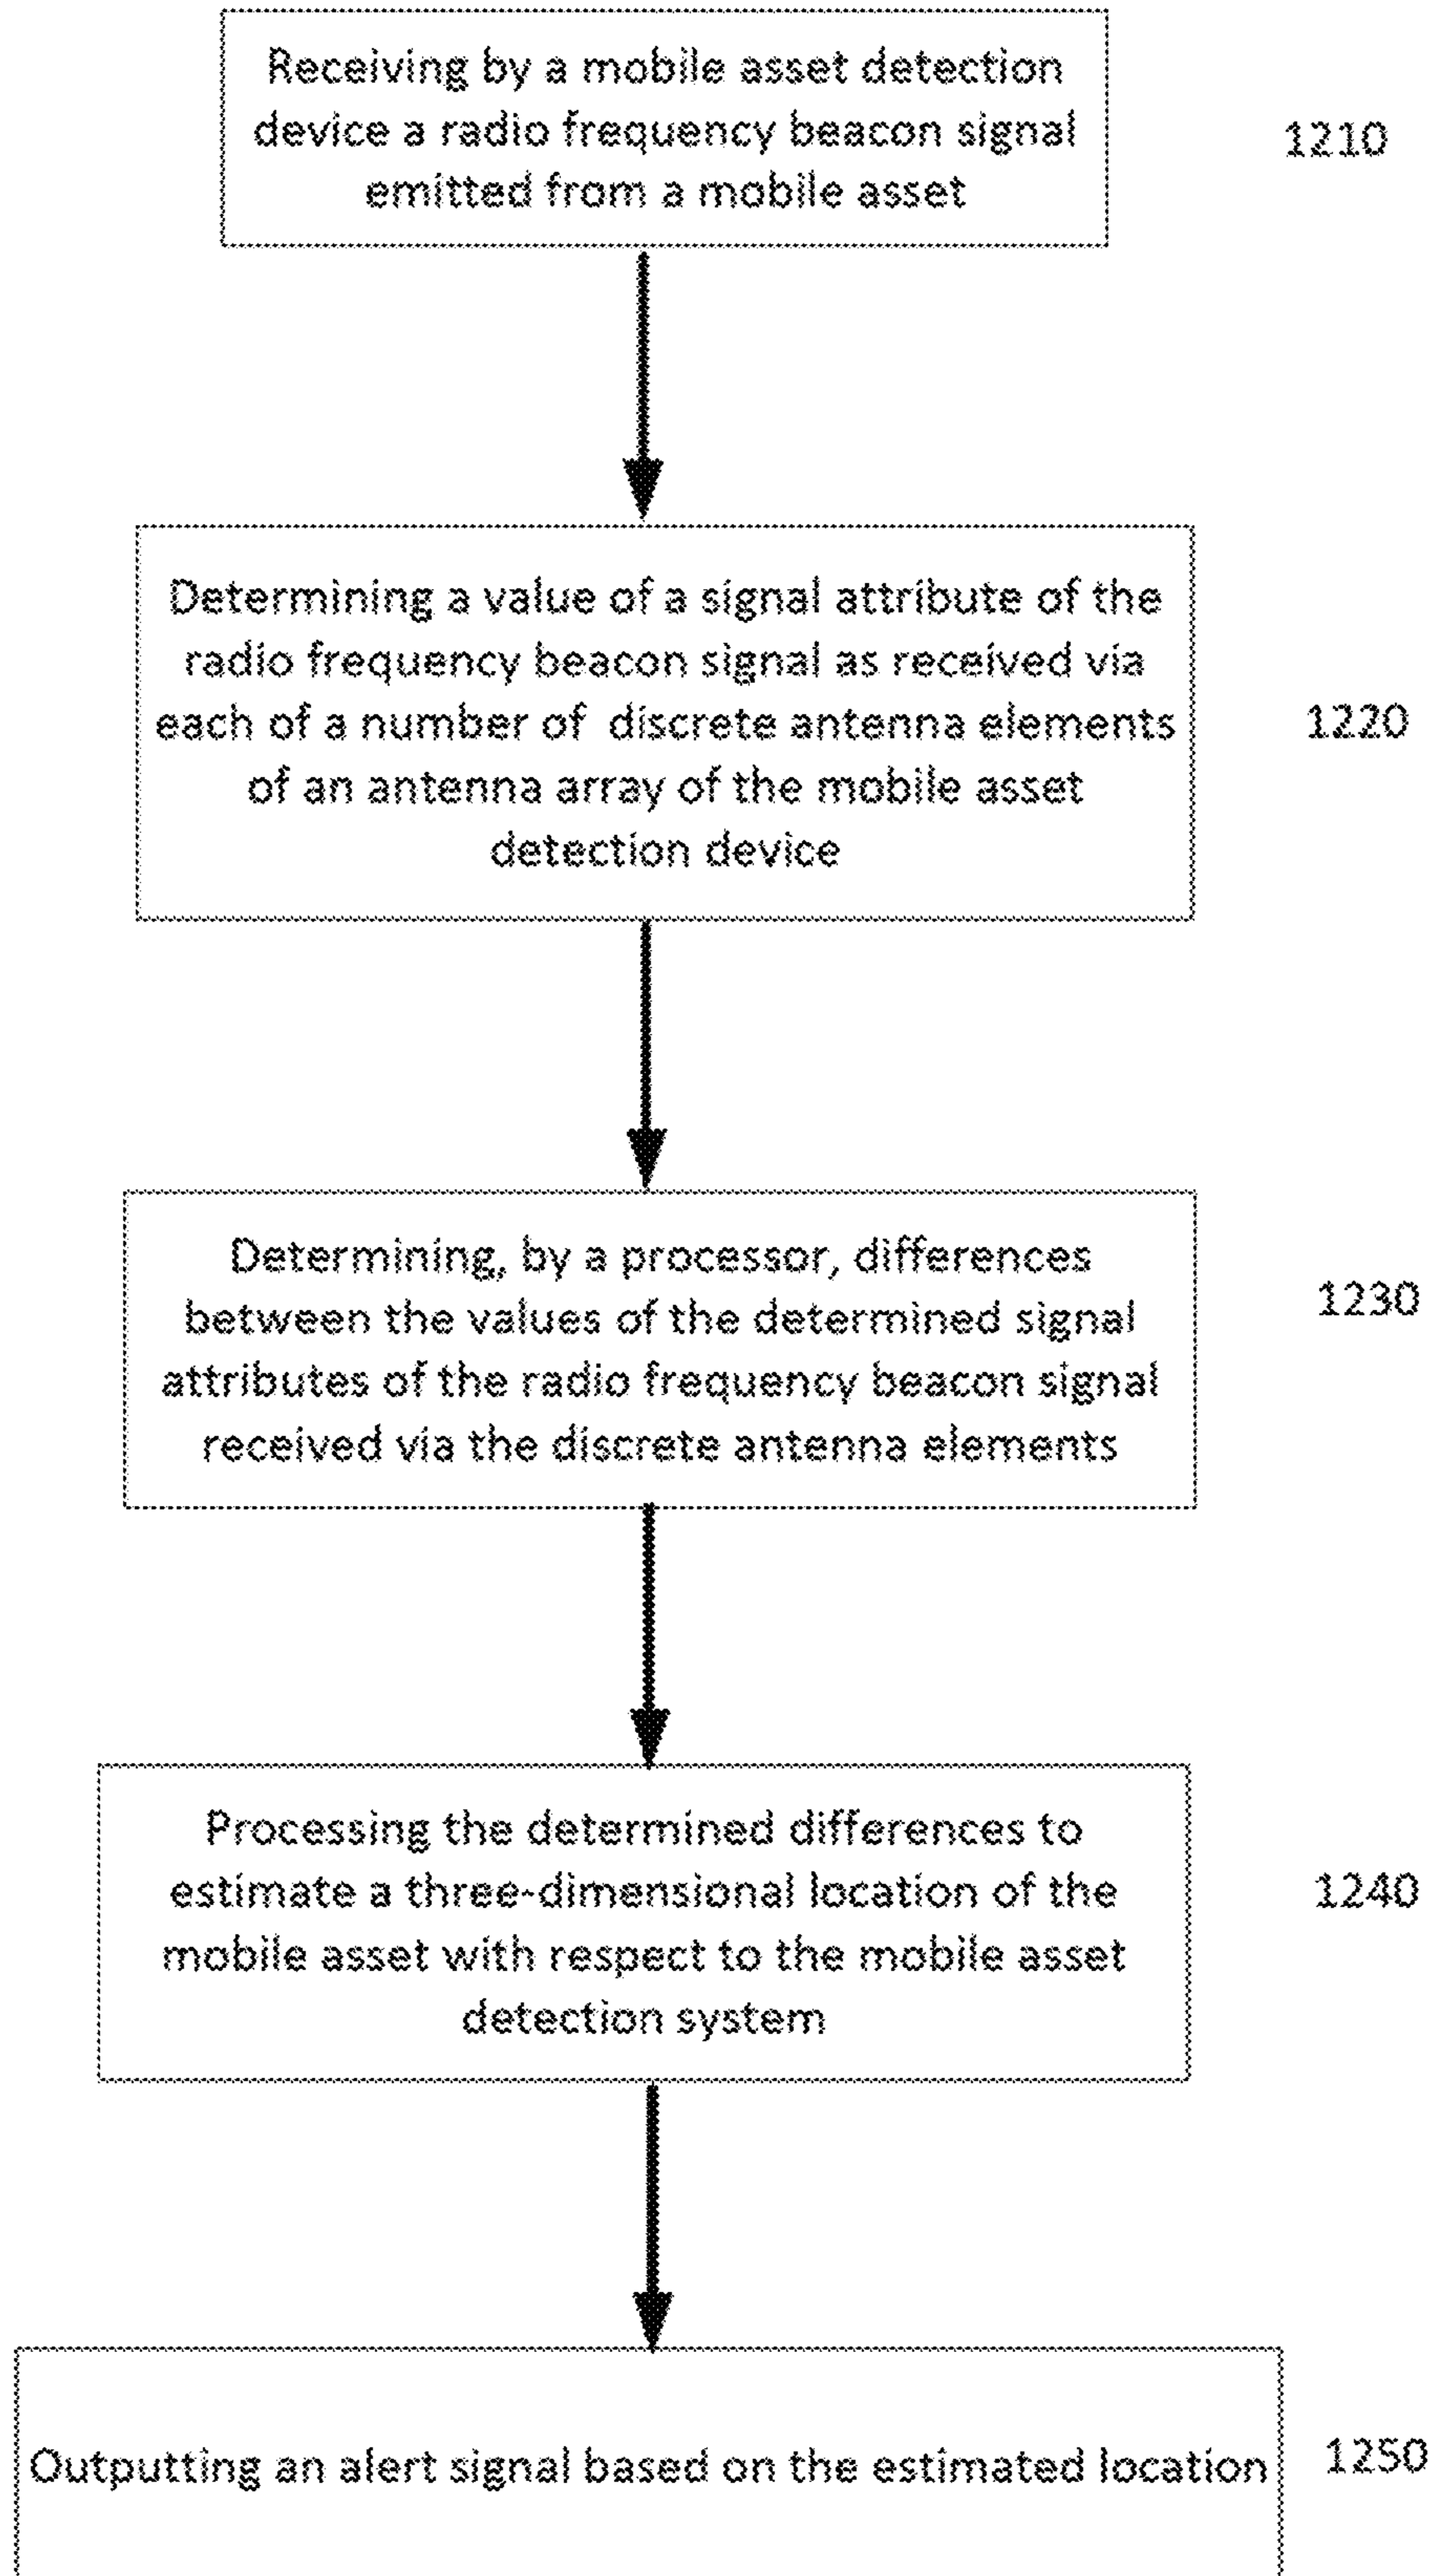 Receiving by a mobile asset detection
device a radio frequency beacon signal
emitted from a mobile asset
1210
Determining a value of a signal attribute of the
radio frequency beacon signal as received via
each of a number of discrete antenna elements
of an antenna array of the mobile asset
detection device
1220
Determining, by a processor, differences
between the values of the determined signal
attributes of the radio frequency beacon signal
received via the discrete antenna elements
1230
Processing the determined differences to
estimate a three-dimensional location of the
mobile asset with respect to the mobile asset
detection system
1240
Outputting an alert signal based on the estimated location
1250